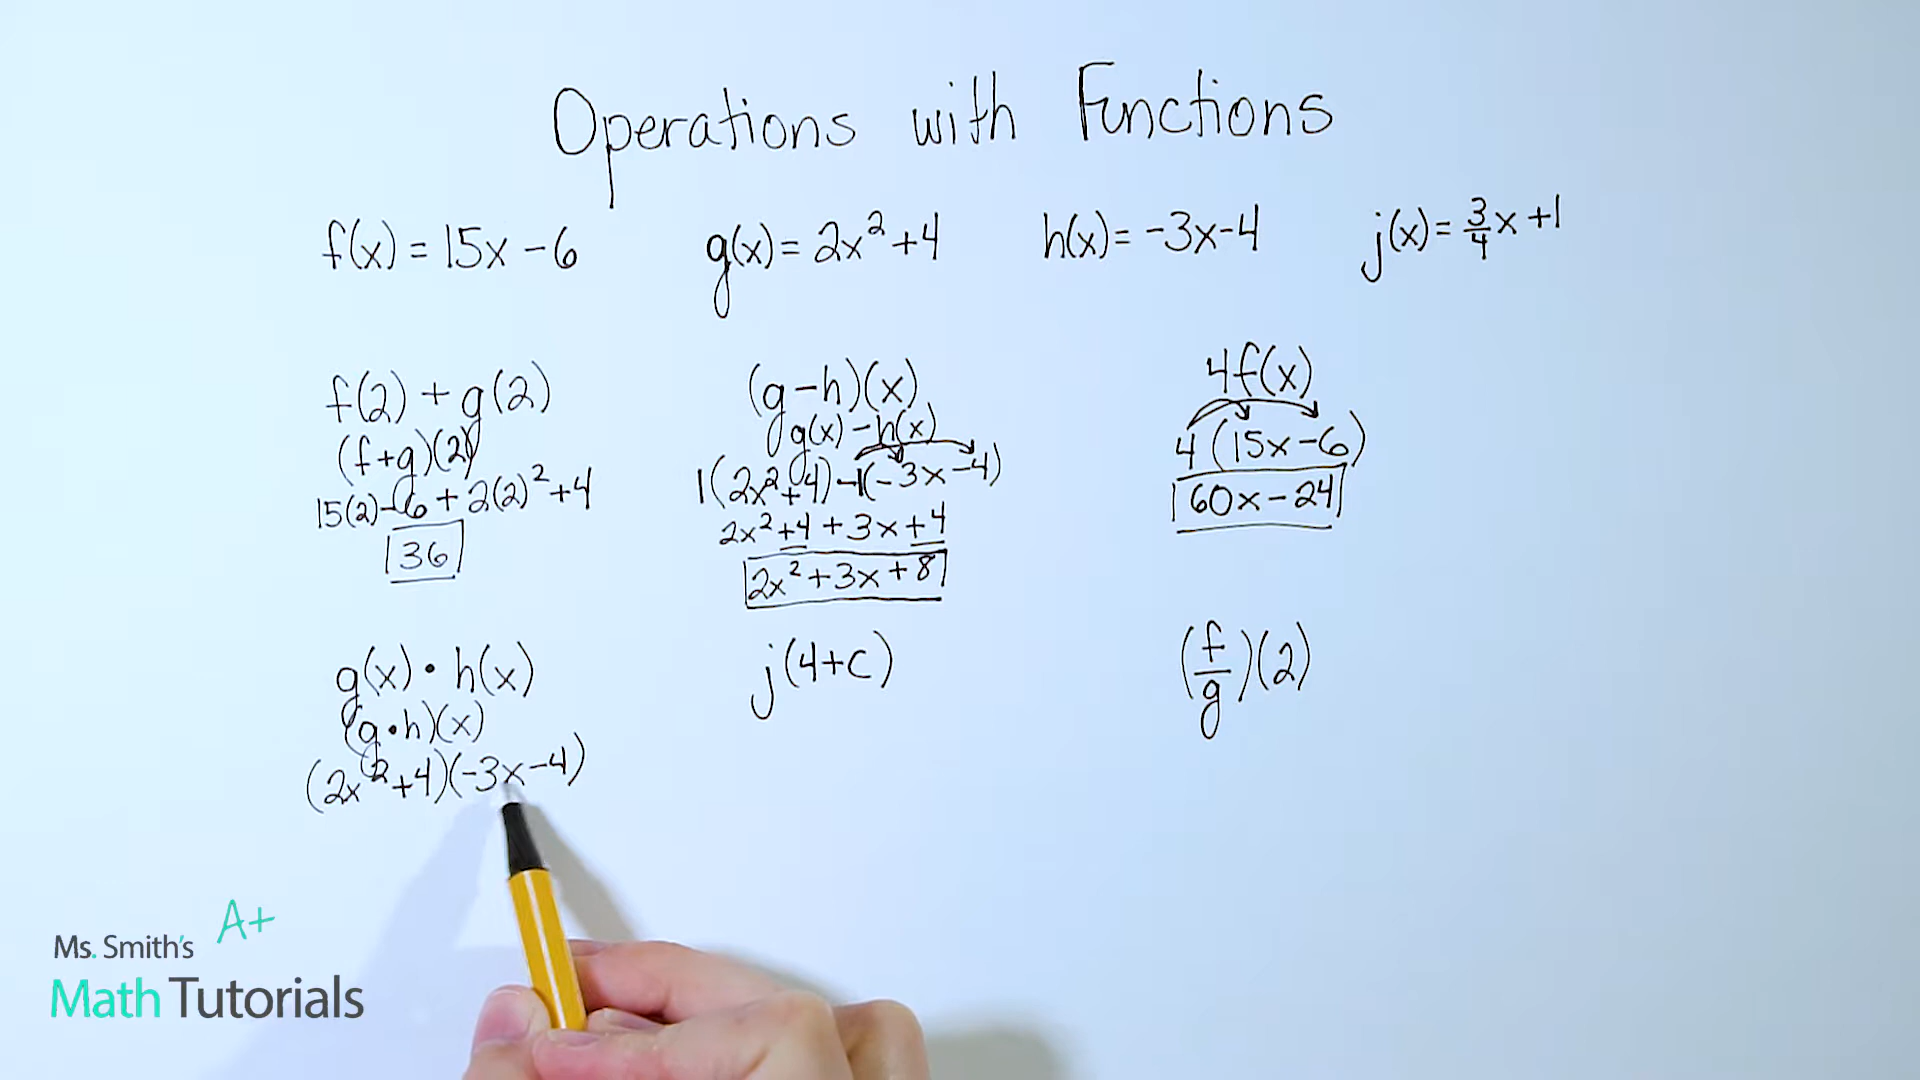 Operations with Functions
f(x) = 15x - 6
g(x) = 2x² + 4
h(x) = -3x - 4
j(x) = 3/4 x + 1
f(2) + g(2)
(f+g)(2)
15(2) - 6 + 2(2)² + 4
36
(g-h)(x)
g(x) - h(x)
1(2x² + 4) - 1(-3x - 4)
2x² + 4 + 3x + 4
2x² + 3x + 8
4f(x)
4(15x - 6)
60x - 24
g(x) • h(x)
(g•h)(x)
(2x² + 4)(-3x - 4)
j(4+c)
(f/g)(2)
A+
Ms. Smith's
Math Tutorials